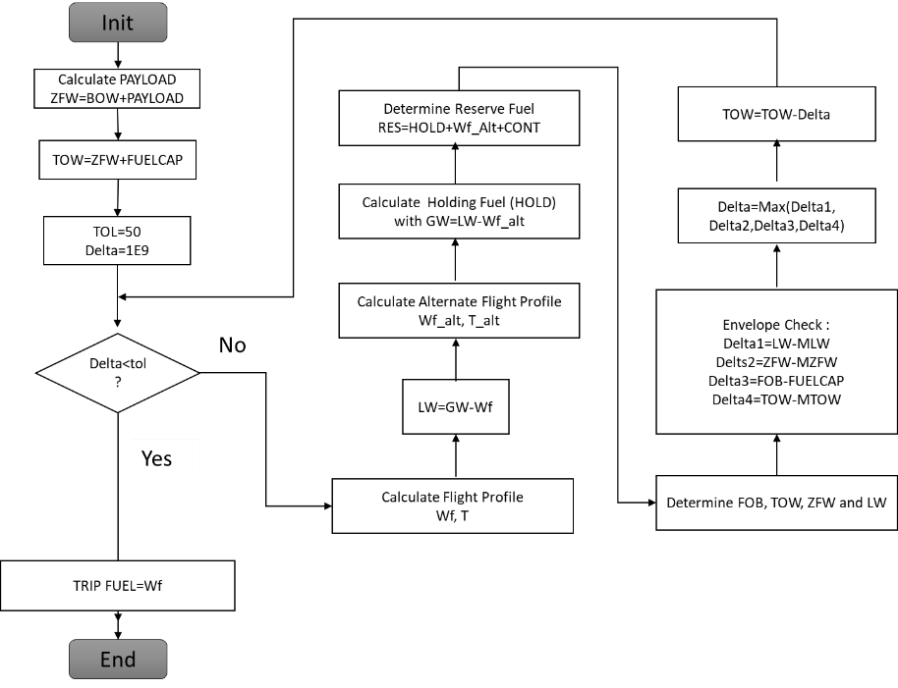 Init
Calculate PAYLOAD
ZFW=BOW+PAYLOAD
TOW=ZFW+FUELCAP
TOL=50
Delta=1E9
Delta<tol
?
No
Yes
TRIP FUEL=Wf
End
Calculate Flight Profile
Wf, T
LW=GW-Wf
Calculate Alternate Flight Profile
Wf_alt, T_alt
Calculate Holding Fuel (HOLD)
with GW=LW-Wf_alt
Determine Reserve Fuel
RES=HOLD+Wf_Alt+CONT
Determine FOB, TOW, ZFW and LW
Envelope Check :
Delta1=LW-MLW
Delts2=ZFW-MZFW
Delta3=FOB-FUELCAP
Delta4=TOW-MTOW
Delta=Max(Delta1,
Delta2,Delta3,Delta4)
TOW=TOW-Delta